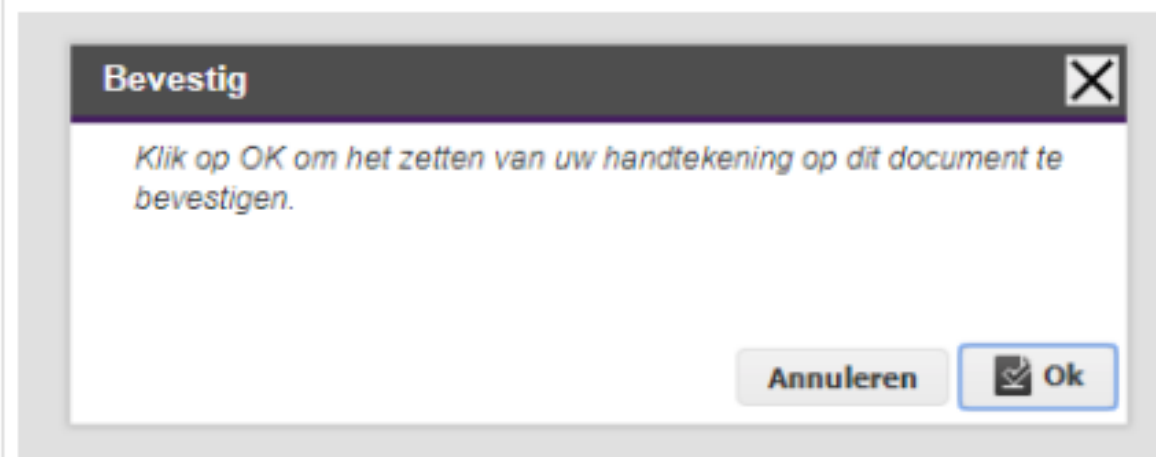 Bevestig
Klik op OK om het zetten van uw handtekening op dit document te
bevestigen.
Annuleren
Ok